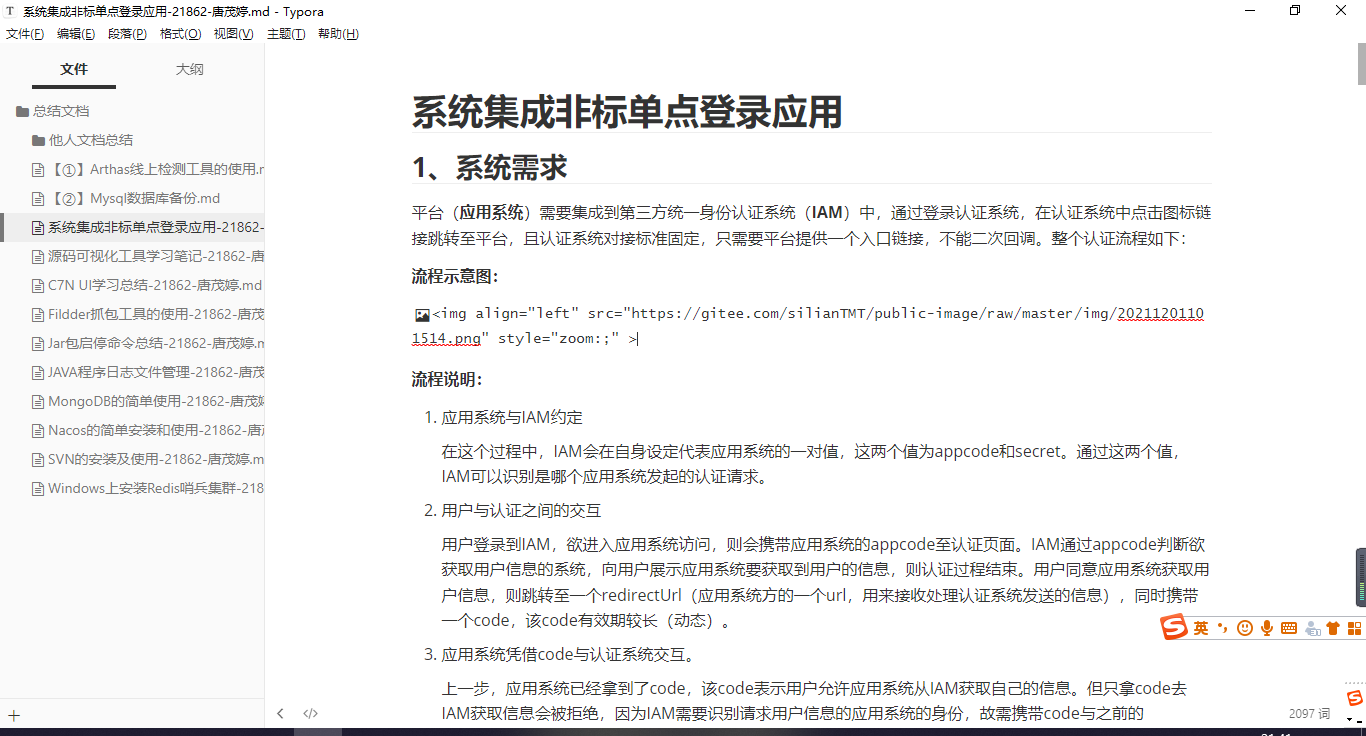 T 系统集成非标单点登录应用-21862-唐茂婷.md - Typora
文件(F) 编辑(E) 段落(P) 格式(O) 视图(V) 主题(T) 帮助(H)
文件 大纲
总结文档
他人文档总结
【①】Arthas线上检测工具的使用.r
【②】Mysql数据库备份.md
系统集成非标单点登录应用-21862-
源码可视化工具学习笔记-21862-唐
C7N UI学习总结-21862-唐茂婷.md
Fildder抓包工具的使用-21862-唐茂
Jar包启停命令总结-21862-唐茂婷.m
JAVA程序日志文件管理-21862-唐茂
MongoDB的简单使用-21862-唐茂婷
Nacos的简单安装和使用-21862-唐
SVN的安装及使用-21862-唐茂婷.m
Windows上安装Redis哨兵集群-218
系统集成非标单点登录应用
1、系统需求
平台（应用系统）需要集成到第三方统一身份认证系统（IAM）中，通过登录认证系统，在认证系统中点击图标链
接跳转至平台，且认证系统对接标准固定，只需要平台提供一个入口链接，不能二次回调。整个认证流程如下：
流程示意图：
<img align="left" src="https://gitee.com/silianTMT/public-image/raw/master/img/2021120110
1514.png" style="zoom:;" >
流程说明：
1. 应用系统与IAM约定
在这个过程中，IAM会在自身设定代表应用系统的一对值，这两个值为appcode和secret。通过这两个值，
IAM可以识别是哪个应用系统发起的认证请求。
2. 用户与认证之间的交互
用户登录到IAM，欲进入应用系统访问，则会携带应用系统的appcode至认证页面。IAM通过appcode判断欲
获取用户信息的系统，向用户展示应用系统要获取到用户的信息，则认证过程结束。用户同意应用系统获取用
户信息，则跳转至一个redirectUrl（应用系统方的一个url，用来接收处理认证系统发送的信息），同时携带
一个code，该code有效期较长（动态）。
3. 应用系统凭借code与认证系统交互。
上一步，应用系统已经拿到了code，该code表示用户允许应用系统从IAM获取自己的信息。但只拿code去
IAM获取信息会被拒绝，因为IAM需要识别请求用户信息的应用系统的身份，故需携带code与之前的
S 英
S
2097 词